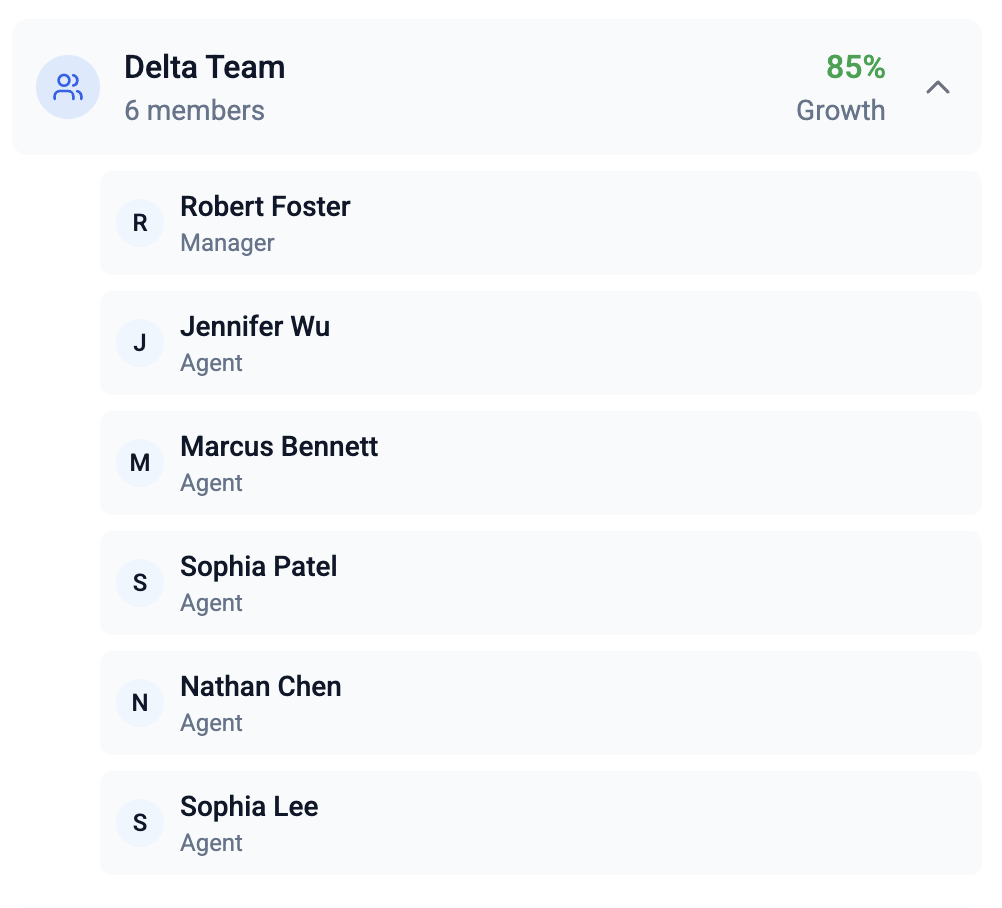 Delta Team
6 members
85%
Growth
R
Robert Foster
Manager
J
Jennifer Wu
Agent
M
Marcus Bennett
Agent
S
Sophia Patel
Agent
N
Nathan Chen
Agent
S
Sophia Lee
Agent